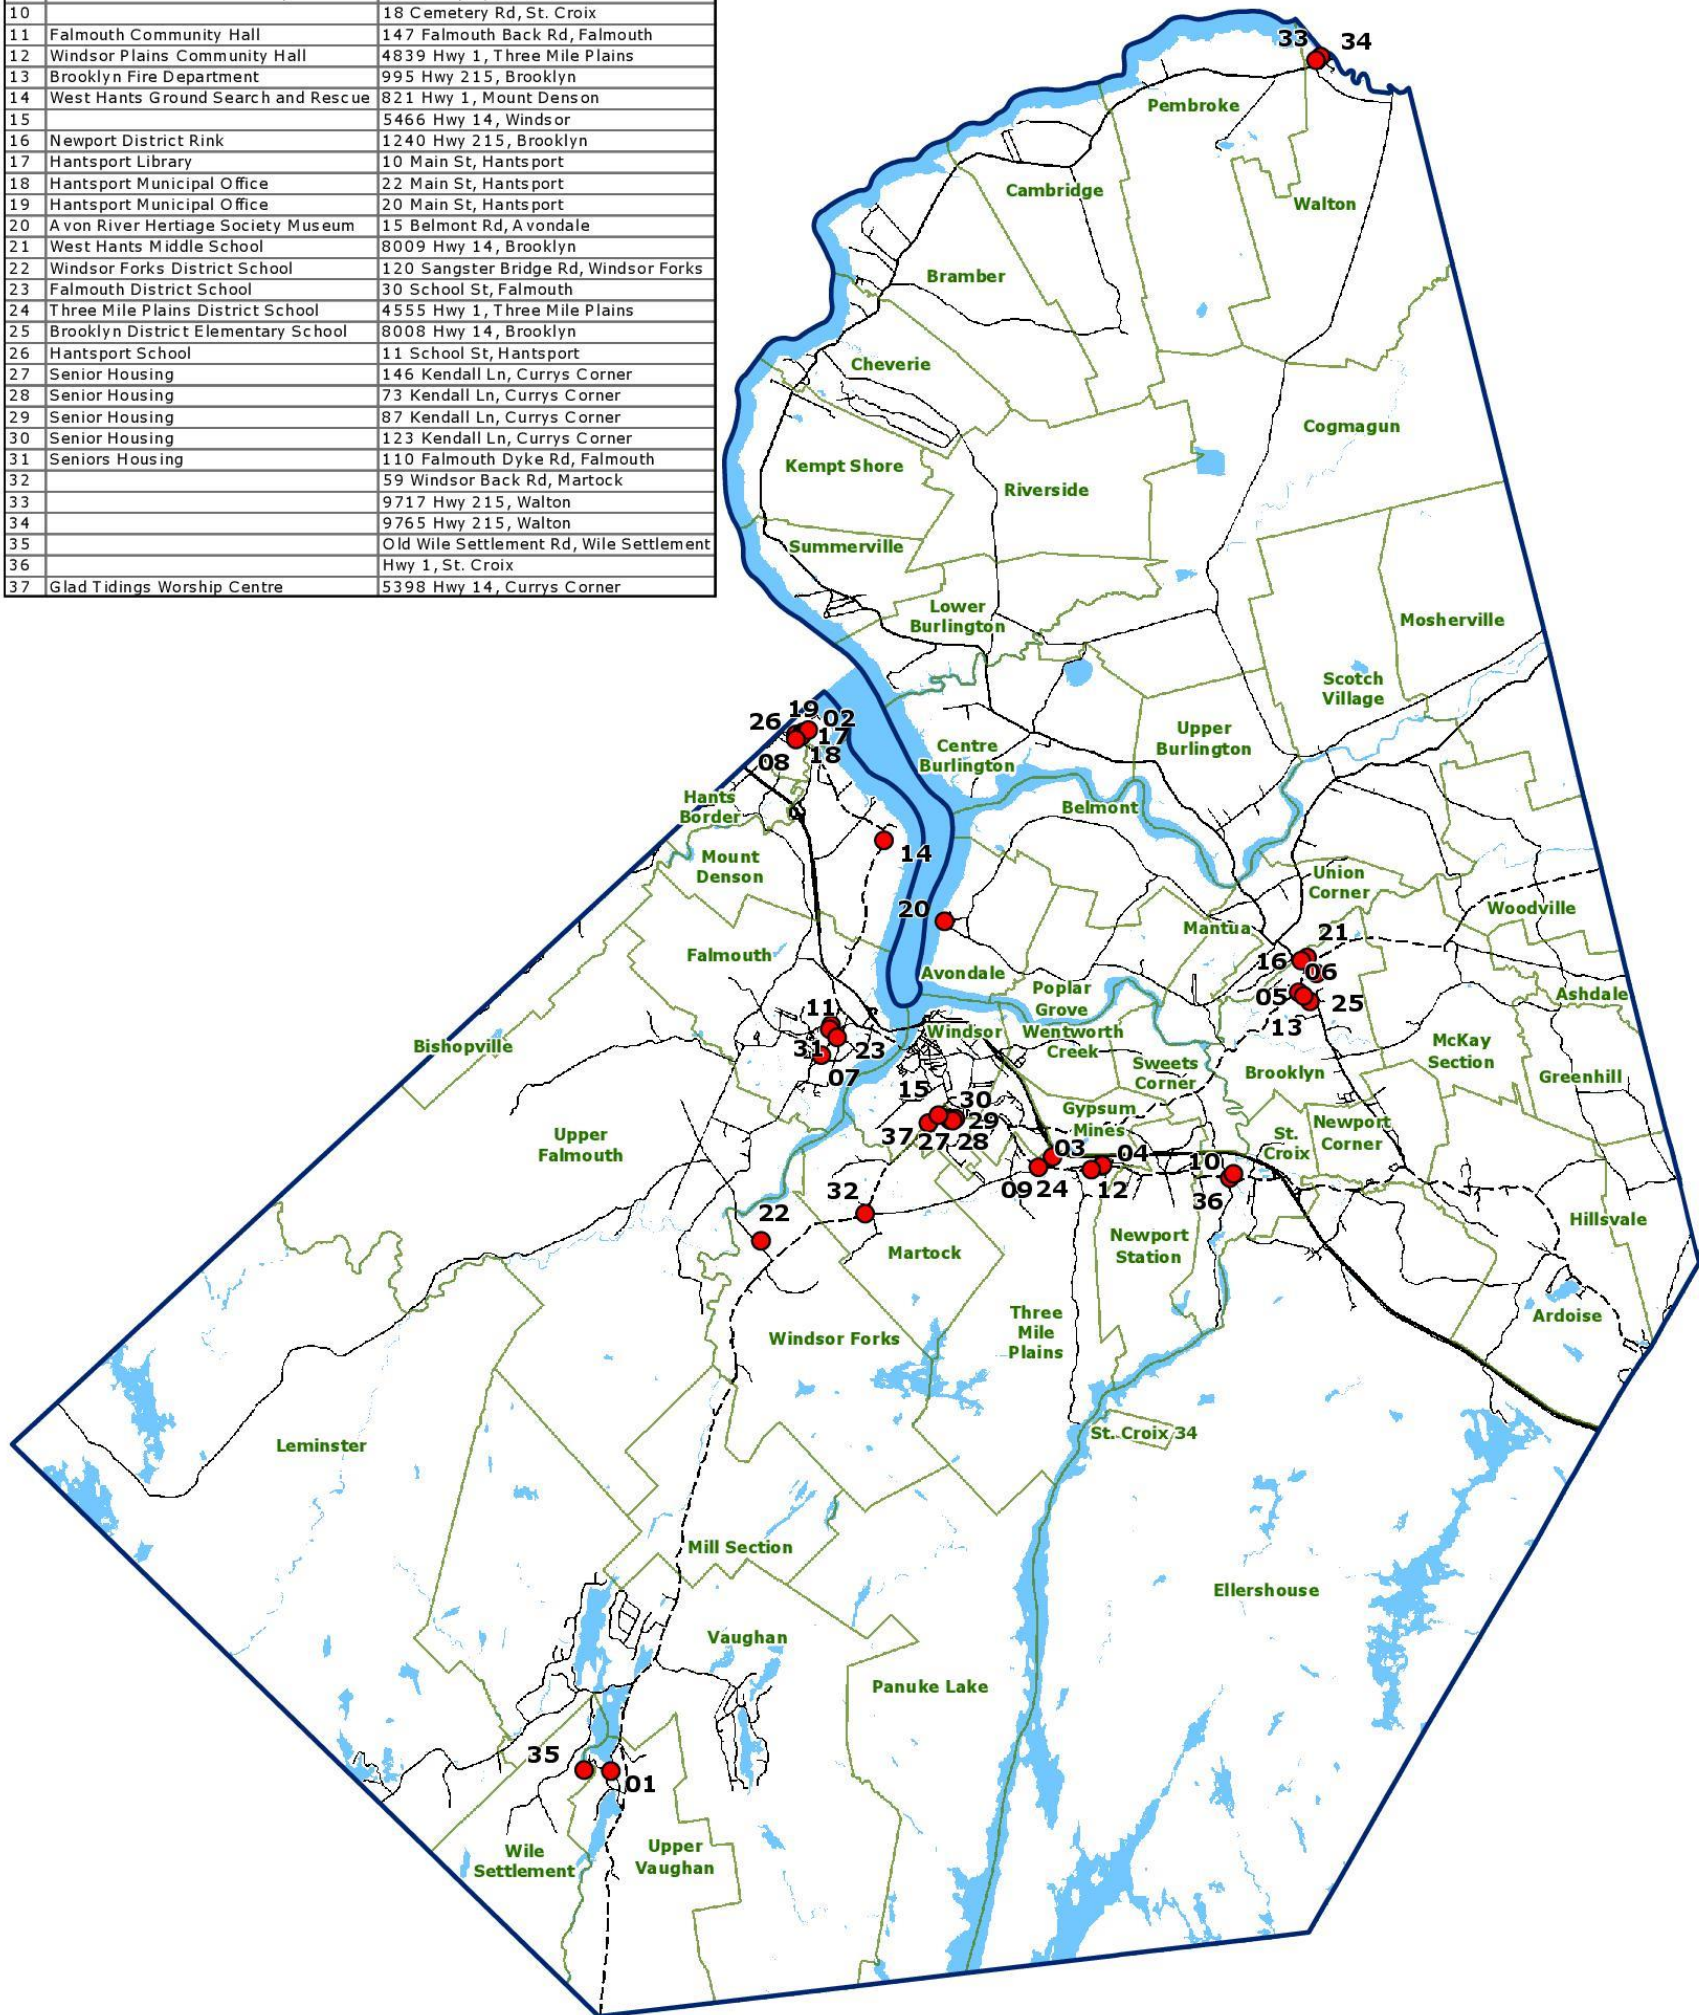 10 18 Cemetery Rd, St. Croix
11 Falmouth Community Hall 147 Falmouth Back Rd, Falmouth
12 Windsor Plains Community Hall 4839 Hwy 1, Three Mile Plains
13 Brooklyn Fire Department 995 Hwy 215, Brooklyn
14 West Hants Ground Search and Rescue 821 Hwy 1, Mount Denson
15 5466 Hwy 14, Windsor
16 Newport District Rink 1240 Hwy 215, Brooklyn
17 Hantsport Library 10 Main St, Hantsport
18 Hantsport Municipal Office 22 Main St, Hantsport
19 Hantsport Municipal Office 20 Main St, Hantsport
20 Avon River Hertiage Society Museum 15 Belmont Rd, Avondale
21 West Hants Middle School 8009 Hwy 14, Brooklyn
22 Windsor Forks District School 120 Sangster Bridge Rd, Windsor Forks
23 Falmouth District School 30 School St, Falmouth
24 Three Mile Plains District School 4555 Hwy 1, Three Mile Plains
25 Brooklyn District Elementary School 8008 Hwy 14, Brooklyn
26 Hantsport School 11 School St, Hantsport
27 Senior Housing 146 Kendall Ln, Currys Corner
28 Senior Housing 73 Kendall Ln, Currys Corner
29 Senior Housing 87 Kendall Ln, Currys Corner
30 Senior Housing 123 Kendall Ln, Currys Corner
31 Seniors Housing 110 Falmouth Dyke Rd, Falmouth
32 59 Windsor Back Rd, Martock
33 9717 Hwy 215, Walton
34 9765 Hwy 215, Walton
35 Old Wile Settlement Rd, Wile Settlement
36 Hwy 1, St. Croix
37 Glad Tidings Worship Centre 5398 Hwy 14, Currys Corner
33 34
Pembroke
Cambridge
Walton
Bramber
Cheverie
Cogmagun
Kempt Shore
Riverside
Summerville
Lower
Burlington
Mosherville
Scotch
Village
26 19 02
17
08 18
Upper
Burlington
Centre
Burlington
Hants
Border
Belmont
Mount
Denson
14
Union
Corner
20
Woodville
Mantua
21
Falmouth
16 06
Avondale
Poplar
Grove
05 25
13
Ashdale
11
Windsor
Wentworth
Creek
Bishopville
31 23
07
McKay
Section
Sweets
Corner
Brooklyn
Greenhill
15
30
29
37 27 28
Gypsum
Mines
Newport
Corner
St.
Croix
Upper
Falmouth
03 04
10
09 24 12
36
32
22
Hillsvale
Martock
Newport
Station
Three
Mile
Plains
Ardoise
Windsor Forks
St. Croix 34
Leminster
Mill Section
Ellershouse
Vaughan
Panuke Lake
35
01
Wile
Settlement
Upper
Vaughan